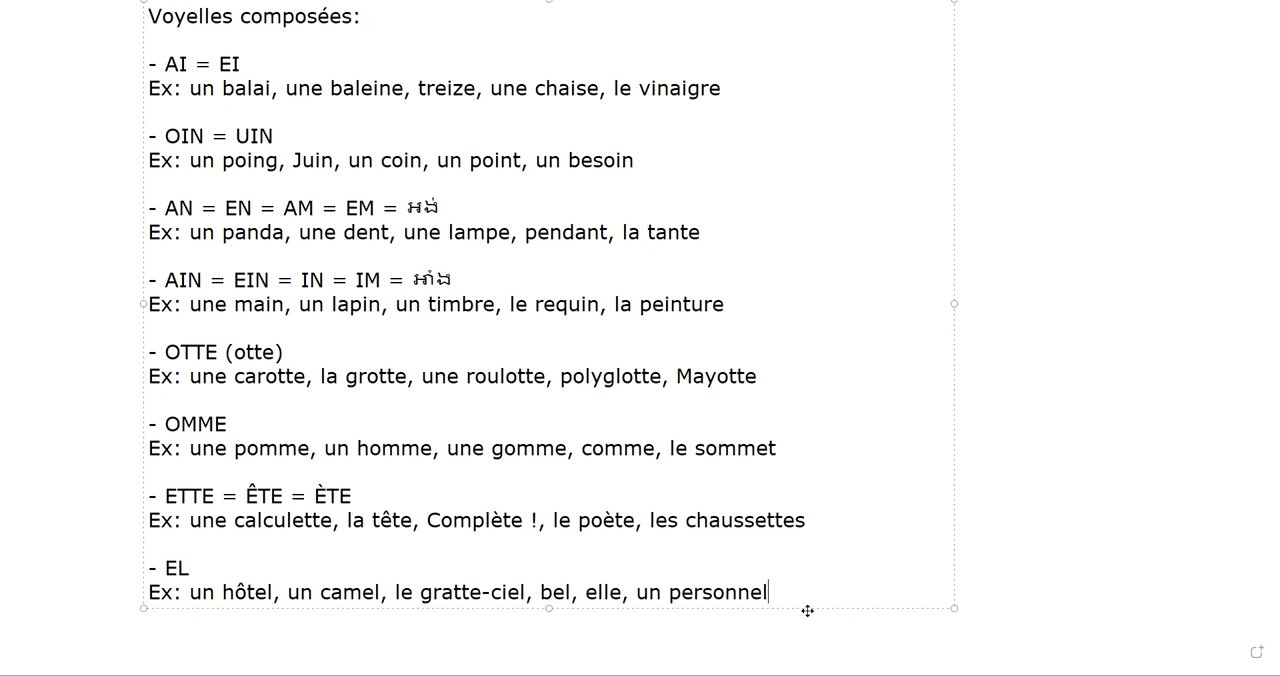 Voyelles composées:
- AI = EI
Ex: un balai, une baleine, treize, une chaise, le vinaigre
- OIN = UIN
Ex: un poing, Juin, un coin, un point, un besoin
- AN = EN = AM = EM = អង់
Ex: un panda, une dent, une lampe, pendant, la tante
- AIN = EIN = IN = IM = អាំង
Ex: une main, un lapin, un timbre, le requin, la peinture
- OTTE (otte)
Ex: une carotte, la grotte, une roulotte, polyglotte, Mayotte
- OMME
Ex: une pomme, un homme, une gomme, comme, le sommet
- ETTE = ÊTE = ÈTE
Ex: une calculette, la tête, Complète !, le poète, les chaussettes
- EL
Ex: un hôtel, un camel, le gratte-ciel, bel, elle, un personnel